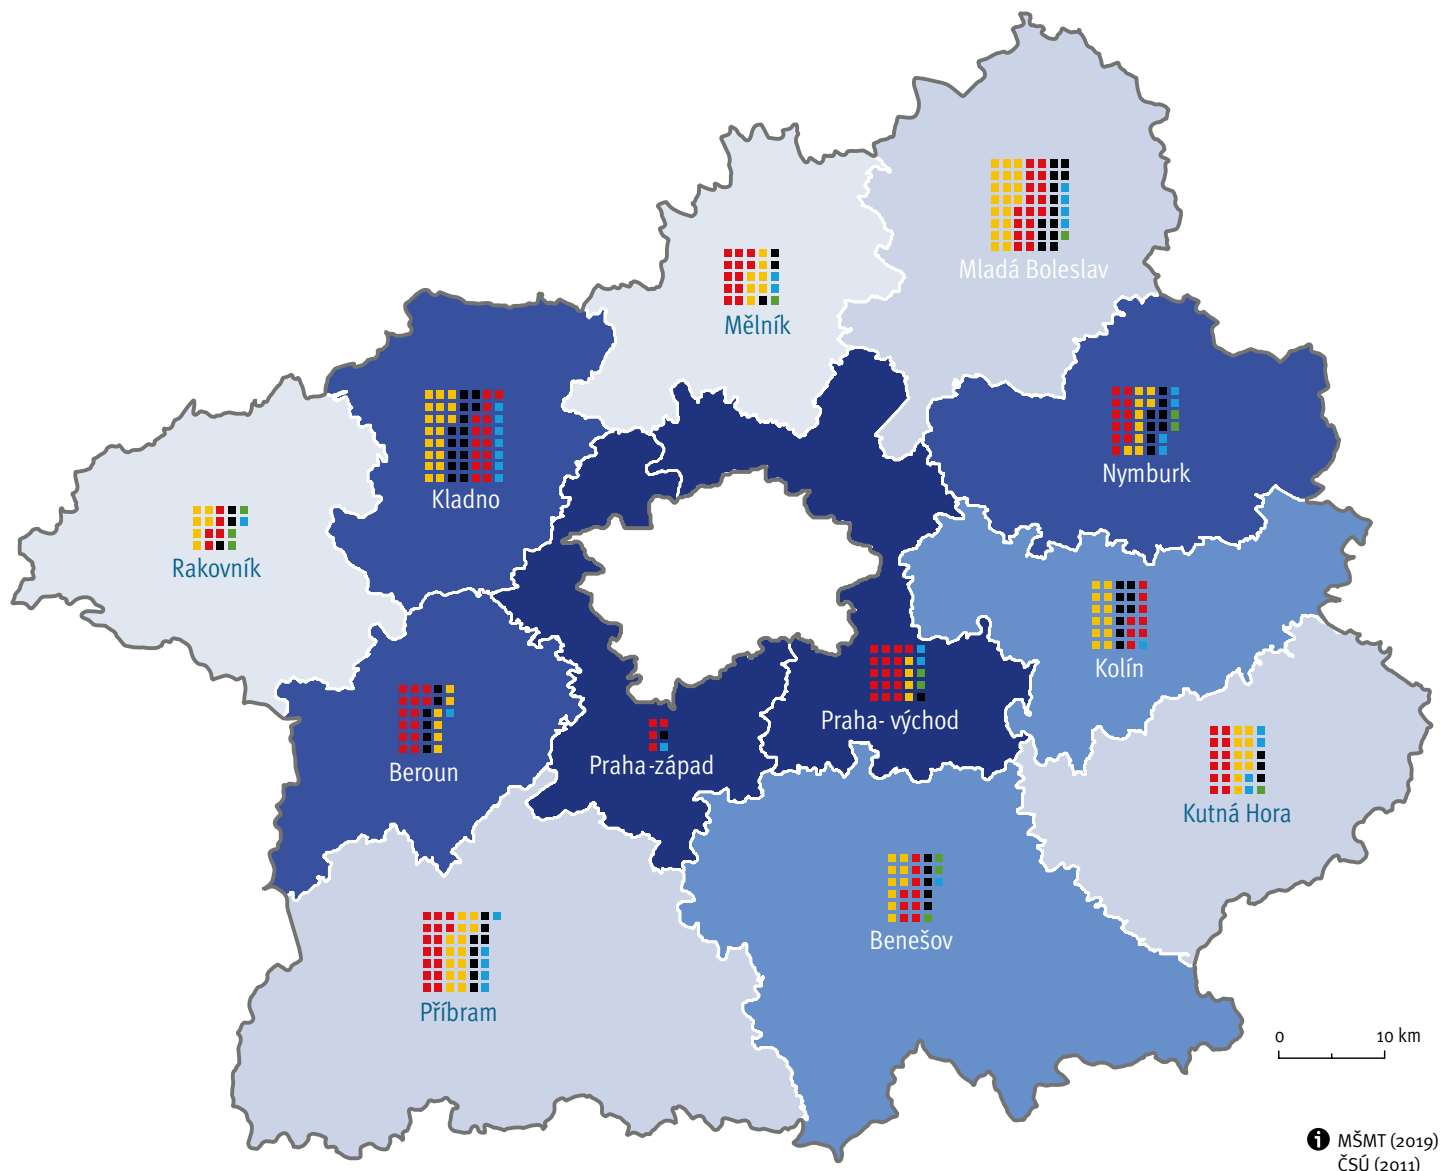 Mladá Boleslav
Mělník
Nymburk
Kladno
Rakovník
Kolín
Praha- východ
Praha-západ
Beroun
Kutná Hora
Benešov
Příbram
0 10 km
i MŠMT (2019)
ČSÚ (2011)